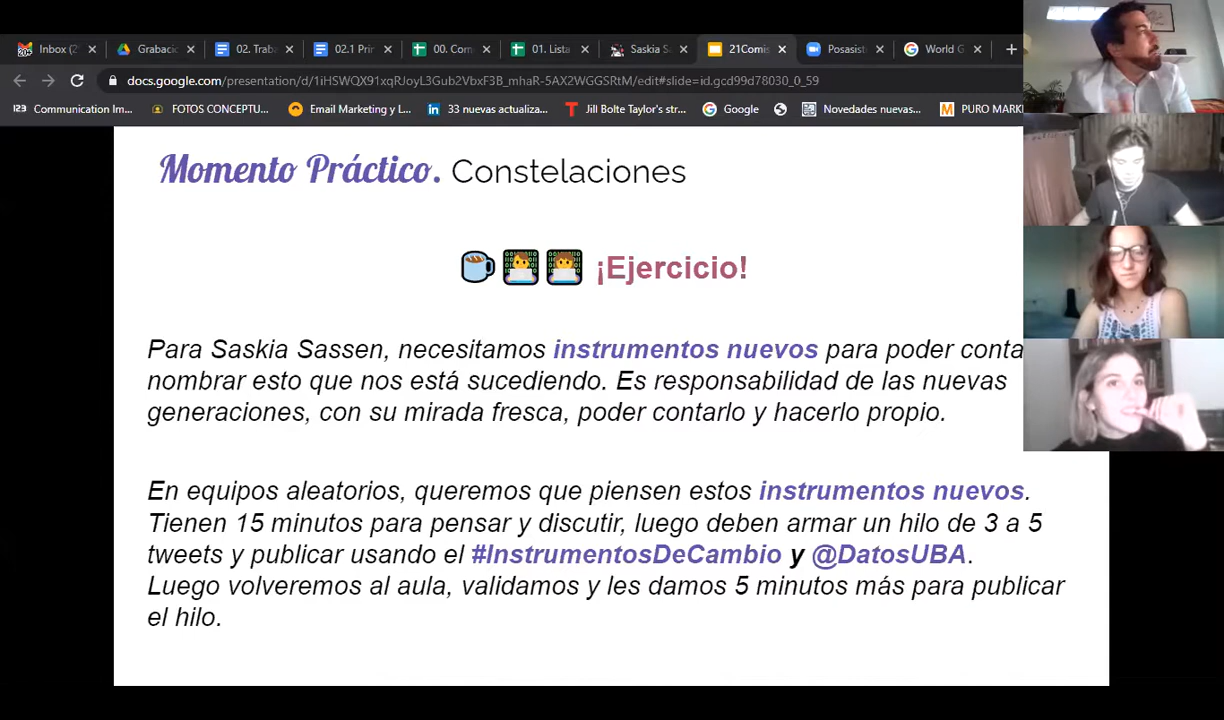 Inbox (2
Grabacio
02. Trab
02.1 Prin
00. Com
01. Lista
Saskia S
21Comis
Posasiste
World G
docs.google.com/presentation/d/1iHSWQX91xqRJoyL3Gub2VbxF3B_mhaR-5AX2WGGSRtM/edit#slide=id.gcd99d78030_0_59
123 Communication Im...
FOTOS CONCEPTU...
Email Marketing y L...
33 nuevas actualiza...
Jill Bolte Taylor's str...
Google
Novedades nuevas...
PURO MARK
Momento Práctico. Constelaciones
¡Ejercicio!
Para Saskia Sassen, necesitamos instrumentos nuevos para poder conta
nombrar esto que nos está sucediendo. Es responsabilidad de las nuevas
generaciones, con su mirada fresca, poder contarlo y hacerlo propio.
En equipos aleatorios, queremos que piensen estos instrumentos nuevos.
Tienen 15 minutos para pensar y discutir, luego deben armar un hilo de 3 a 5
tweets y publicar usando el #InstrumentosDeCambio y @DatosUBA.
Luego volveremos al aula, validamos y les damos 5 minutos más para publicar
el hilo.